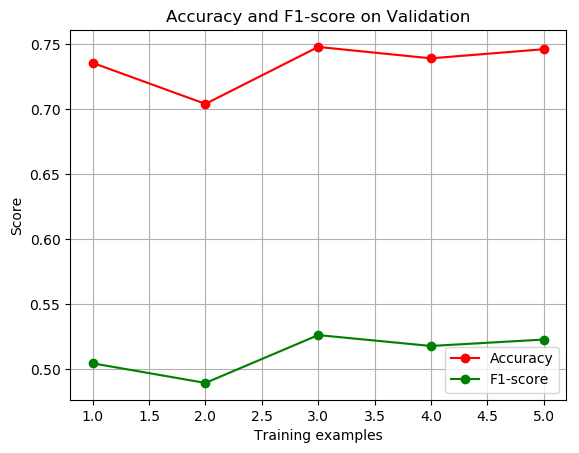 Accuracy and F1-score on Validation
0.75
0.70
0.65
0.60
0.55
0.50
Score
1.0 1.5 2.0 2.5 3.0 3.5 4.0 4.5 5.0
Training examples
Accuracy
F1-score